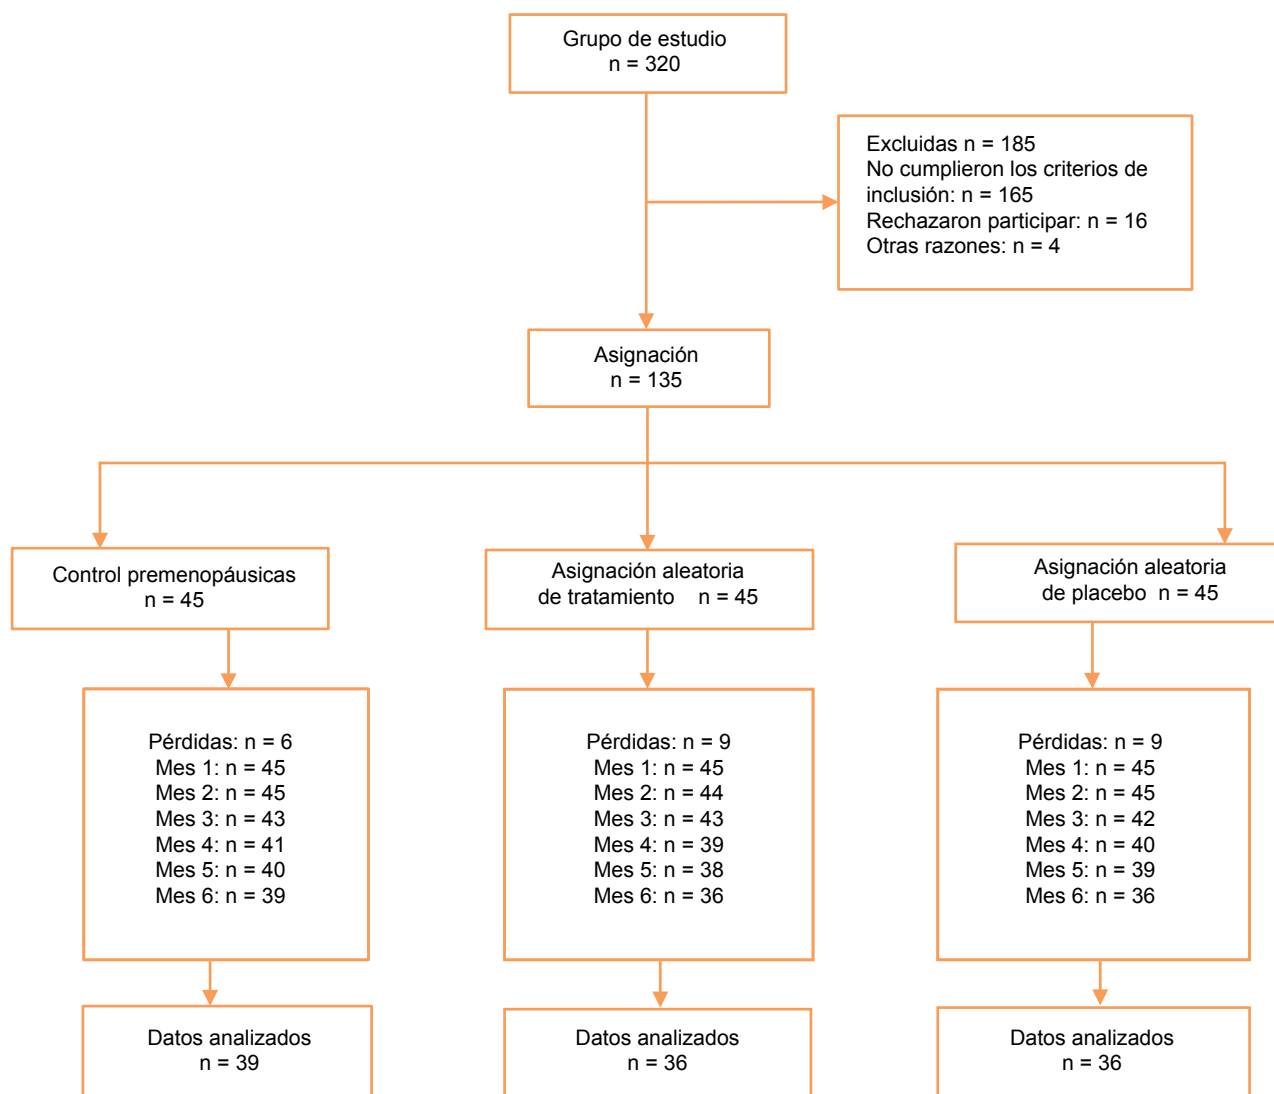 Grupo de estudio
n = 320
Excluidas n = 185
No cumplieron los criterios de
inclusión: n = 165
Rechazaron participar: n = 16
Otras razones: n = 4
Asignación
n = 135
Control premenopáusicas
n = 45
Asignación aleatoria
de tratamiento n = 45
Asignación aleatoria
de placebo n = 45
Pérdidas: n = 6
Mes 1: n = 45
Mes 2: n = 45
Mes 3: n = 43
Mes 4: n = 41
Mes 5: n = 40
Mes 6: n = 39
Pérdidas: n = 9
Mes 1: n = 45
Mes 2: n = 44
Mes 3: n = 43
Mes 4: n = 39
Mes 5: n = 38
Mes 6: n = 36
Pérdidas: n = 9
Mes 1: n = 45
Mes 2: n = 45
Mes 3: n = 42
Mes 4: n = 40
Mes 5: n = 39
Mes 6: n = 36
Datos analizados
n = 39
Datos analizados
n = 36
Datos analizados
n = 36